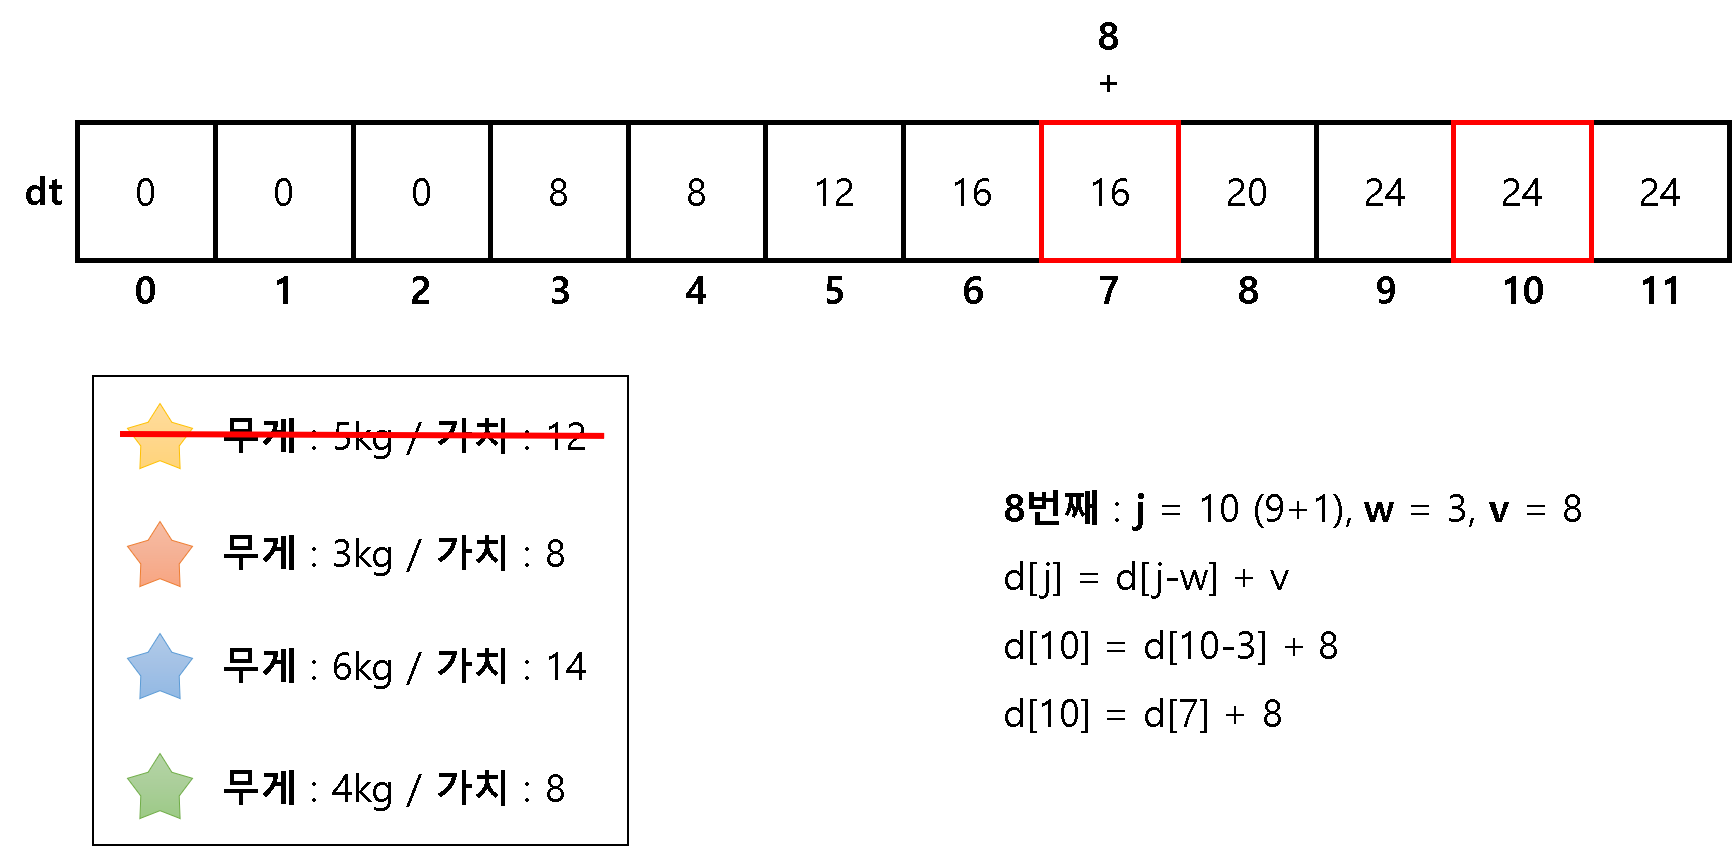 8
+
dt 0 0 0 8 8 12 16 16 20 24 24 24
0 1 2 3 4 5 6 7 8 9 10 11
무게 : 5kg / 가치 : 12
무게 : 3kg / 가치 : 8
무게 : 6kg / 가치 : 14
무게 : 4kg / 가치 : 8
8번째 : j = 10 (9+1), w = 3, v = 8
d[j] = d[j-w] + v
d[10] = d[10-3] + 8
d[10] = d[7] + 8